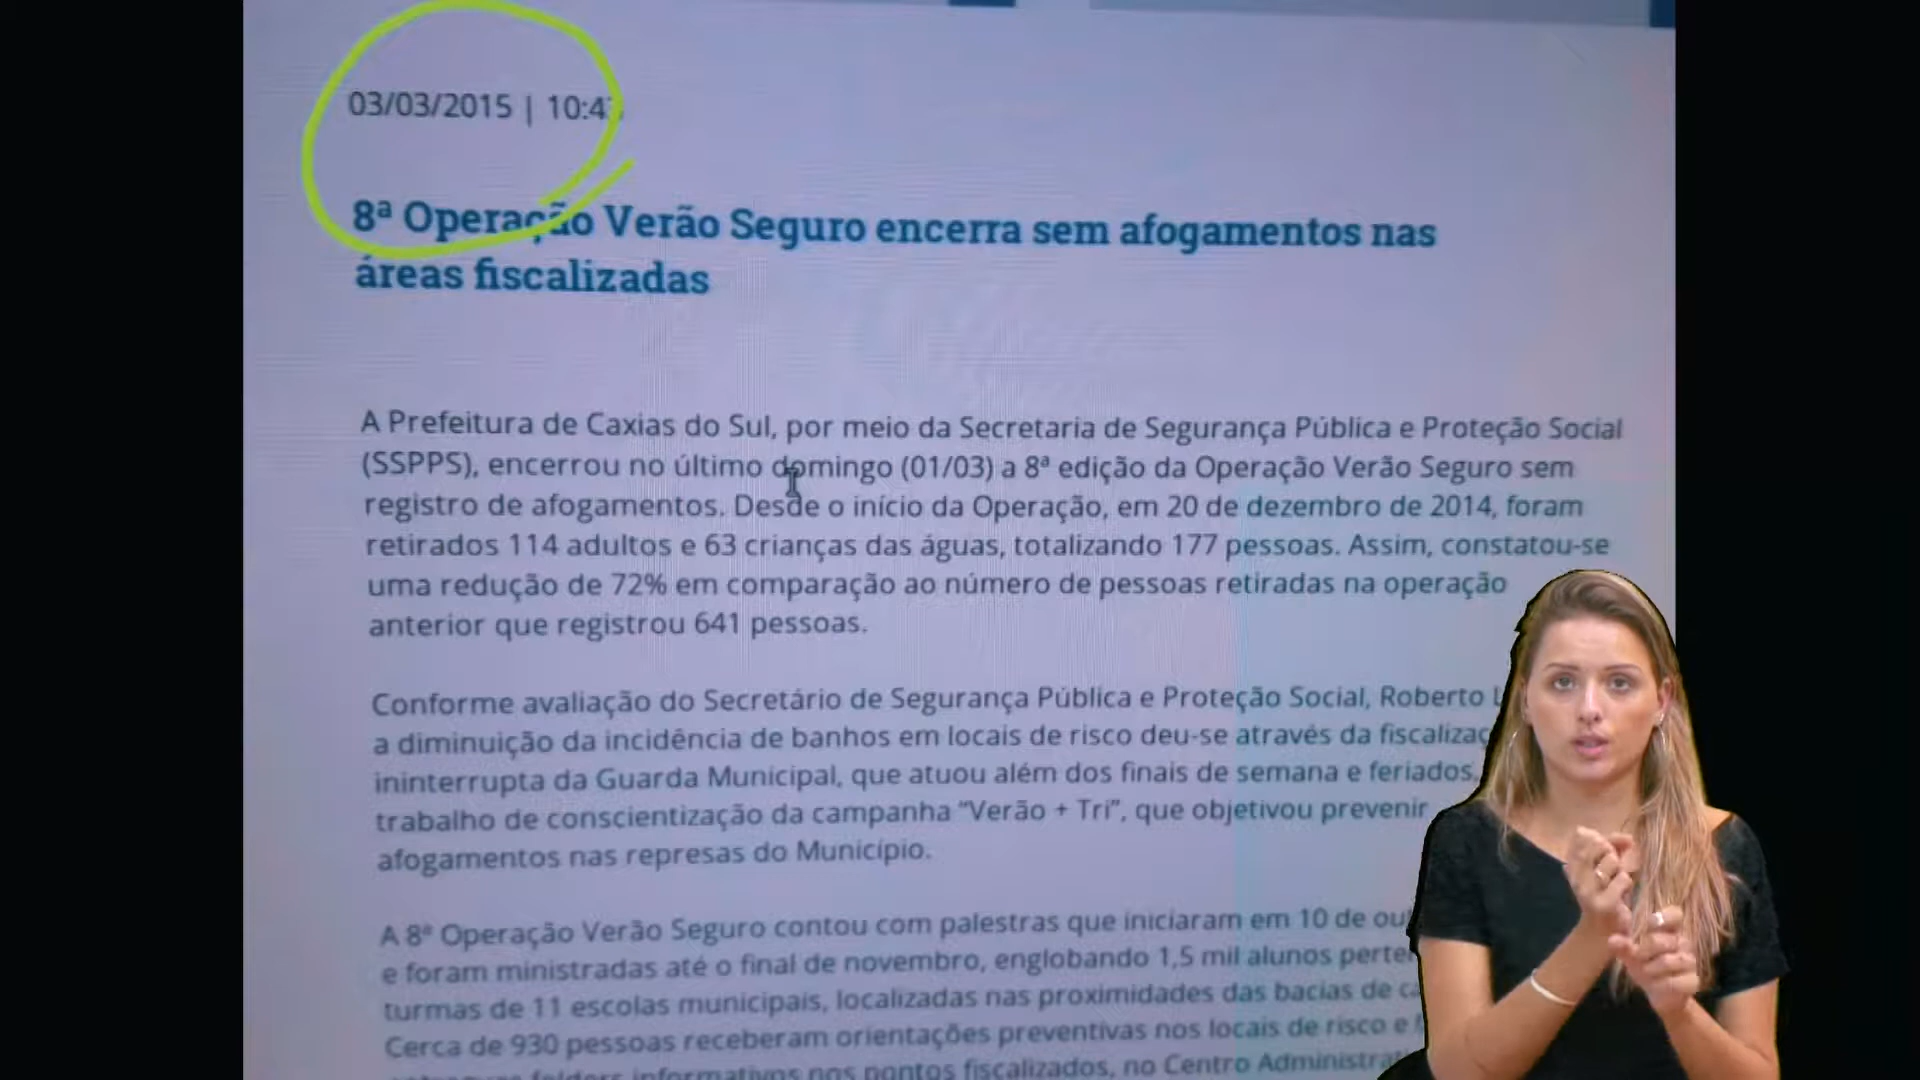 03/03/2015 | 10:4
8ª Operação Verão Seguro encerra sem afogamentos nas
áreas fiscalizadas
A Prefeitura de Caxias do Sul, por meio da Secretaria de Segurança Pública e Proteção Social
(SSPPS), encerrou no último domingo (01/03) a 8ª edição da Operação Verão Seguro sem
registro de afogamentos. Desde o início da Operação, em 20 de dezembro de 2014, foram
retirados 114 adultos e 63 crianças das águas, totalizando 177 pessoas. Assim, constatou-se
uma redução de 72% em comparação ao número de pessoas retiradas na operação
anterior que registrou 641 pessoas.
Conforme avaliação do Secretário de Segurança Pública e Proteção Social, Roberto
a diminuição da incidência de banhos em locais de risco deu-se através da
ininterrupta da Guarda Municipal, que atuou além dos finais de semana e feriados,
trabalho de conscientização da campanha “Verão + Tri”, que objetivou prevenir
afogamentos nas represas do Município.
A 8ª Operação Verão Seguro contou com palestras que iniciaram em 10 de
e foram ministradas até o final de novembro, englobando 1,5 mil alunos
turmas de 11 escolas municipais, localizadas nas proximidades das bacias de
Cerca de 930 pessoas receberam orientações preventivas nos locais de risco e
folders informativos nos pontos fiscalizados, no Centro